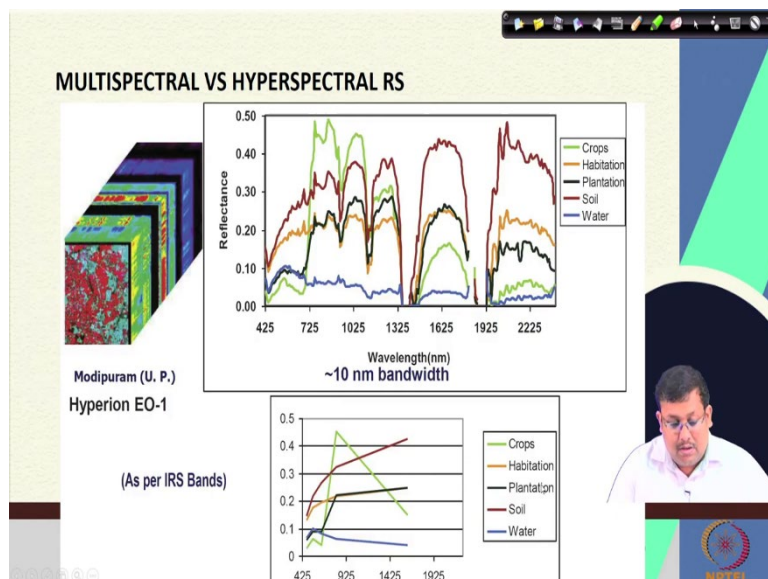 MULTISPECTRAL VS HYPERSPECTRAL RS
0.50
0.40
0.30
0.20
0.10
0.00
Reflectance
425 725 1025 1325 1625 1925 2225
Wavelength(nm)
~10 nm bandwidth
Crops
Habitation
Plantation
Soil
Water
Modipuram (U. P.)
Hyperion EO-1
(As per IRS Bands)
0.5
0.4
0.3
0.2
0.1
0
425 925 1425 1925
Crops
Habitation
Plantation
Soil
Water
NPTEL